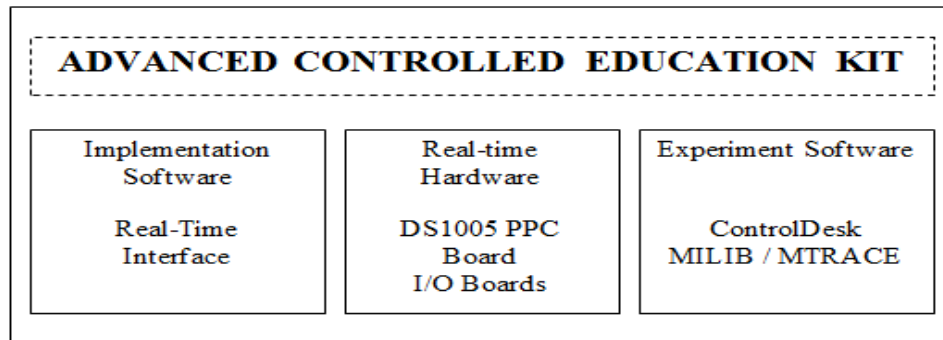 ADVANCED CONTROLLED EDUCATION KIT
Implementation
Software
Real-Time
Interface
Real-time
Hardware
DS1005 PPC
Board
I/O Boards
Experiment Software
ControlDesk
MILIB / MTRACE